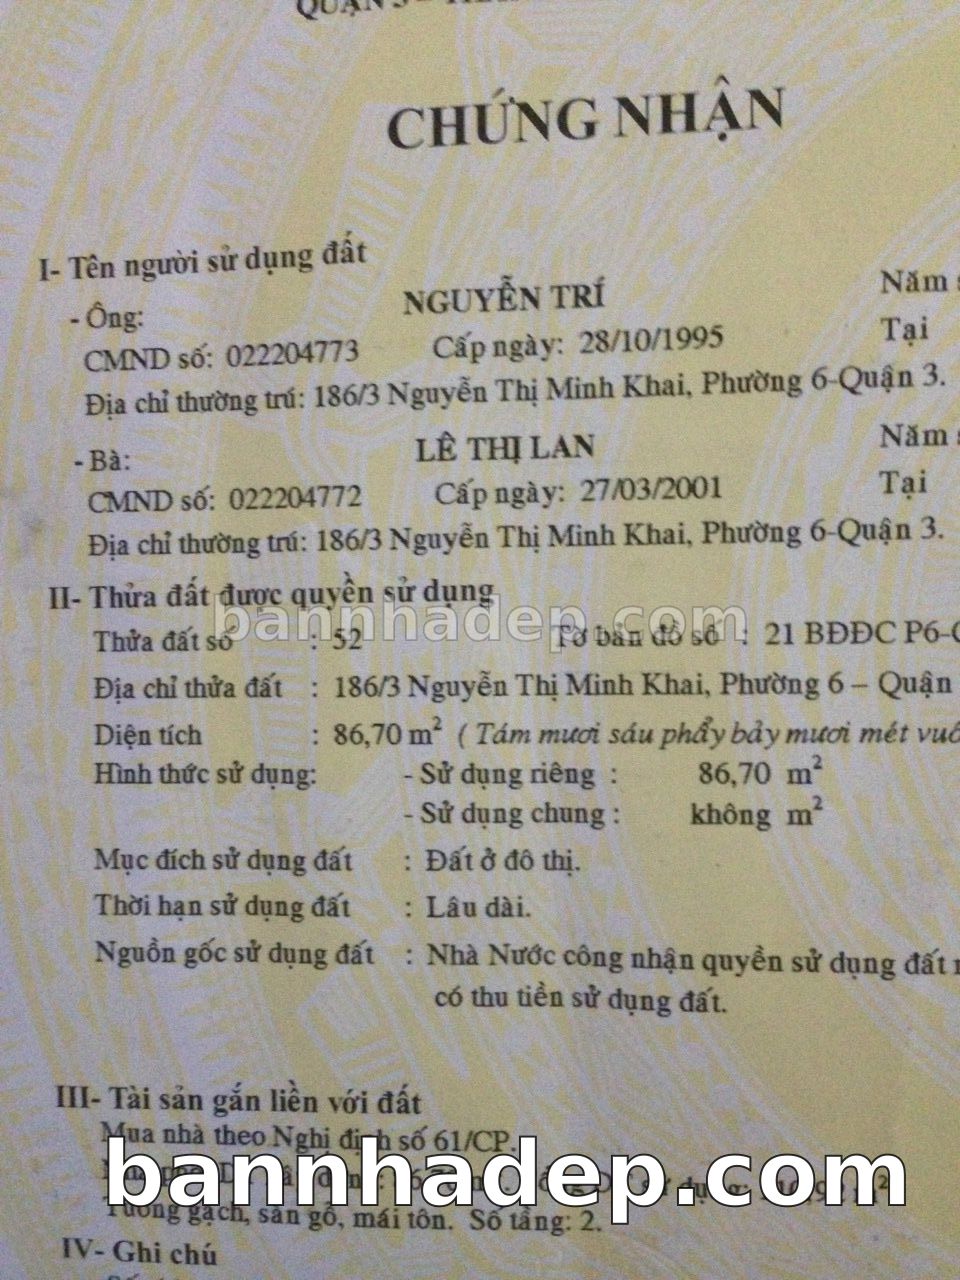 QUẬN 3 –
CHỨNG NHẬN
I- Tên người sử dụng đất
- Ông: NGUYỄN TRÍ Năm
CMND số: 022204773 Cấp ngày: 28/10/1995 Tại
Địa chỉ thường trú: 186/3 Nguyễn Thị Minh Khai, Phường 6-Quận 3.
- Bà: LÊ THỊ LAN Năm
CMND số: 022204772 Cấp ngày: 27/03/2001 Tại
Địa chỉ thường trú: 186/3 Nguyễn Thị Minh Khai, Phường 6-Quận 3.
II- Thửa đất được quyền sử dụng
bannhadep.com
Thửa đất số : 52 Tờ bản đồ số : 21 BĐĐC P6-
Địa chỉ thửa đất : 186/3 Nguyễn Thị Minh Khai, Phường 6 – Quận
Diện tích : 86,70 m² ( Tám mươi sáu phẩy bảy mươi mét vuô
Hình thức sử dụng: - Sử dụng riêng : 86,70 m²
- Sử dụng chung : không m²
Mục đích sử dụng đất : Đất ở đô thị.
Thời hạn sử dụng đất : Lâu dài.
Nguồn gốc sử dụng đất : Nhà Nước công nhận quyền sử dụng đất
có thu tiền sử dụng đất.
III- Tài sản gắn liền với đất
Mua nhà theo Nghị định số 61/CP.
bannhadep.com
Tường gạch, sàn gỗ, mái tôn. Số tầng: 2.
IV- Ghi chú